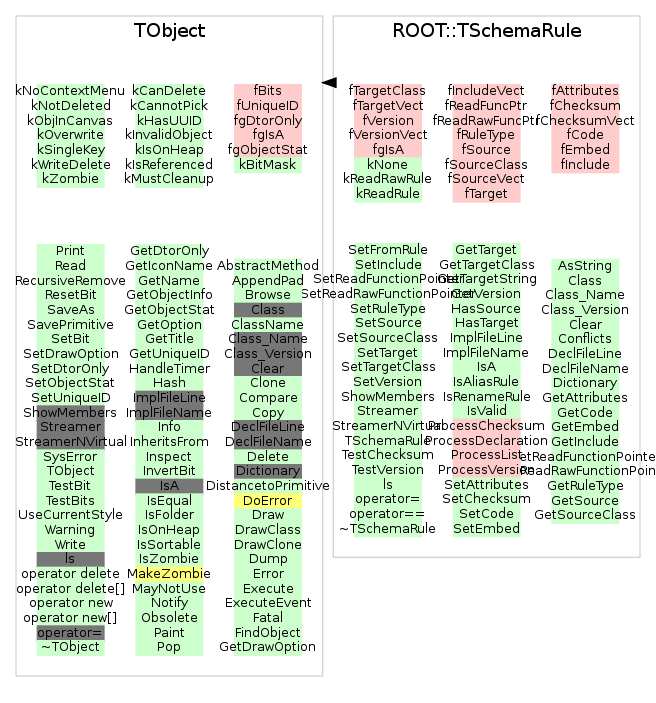 TObject
kNoContextMenu
kNotDeleted
kObjInCanvas
kOverwrite
kSingleKey
kWriteDelete
kZombie
kCanDelete
kCannotPick
kHasUUID
kInvalidObject
kIsOnHeap
kIsReferenced
kMustCleanup
fBits
fUniqueID
fgDtorOnly
fgIsA
fgObjectStat
kBitMask
Print
Read
RecursiveRemove
ResetBit
SaveAs
SavePrimitive
SetBit
SetDrawOption
SetDtorOnly
SetObjectStat
SetUniqueID
ShowMembers
Streamer
StreamerNVirtual
SysError
TObject
TestBit
TestBits
UseCurrentStyle
Warning
Write
ls
operator delete
operator delete[]
operator new
operator new[]
operator=
~TObject
GetDtorOnly
GetIconName
GetName
GetObjectInfo
GetObjectStat
GetOption
GetTitle
GetUniqueID
HandleTimer
Hash
ImplFileLine
ImplFileName
Info
InheritsFrom
Inspect
InvertBit
IsA
IsEqual
IsFolder
IsOnHeap
IsSortable
IsZombie
MakeZombie
MayNotUse
Notify
Obsolete
Paint
Pop
AbstractMethod
AppendPad
Browse
Class
ClassName
Class_Name
Class_Version
Clear
Clone
Compare
Copy
DeclFileLine
DeclFileName
Delete
Dictionary
DistancetoPrimitive
DoError
Draw
DrawClass
DrawClone
Dump
Error
Execute
ExecuteEvent
Fatal
FindObject
GetDrawOption
ROOT::TSchemaRule
fTargetClass
fTargetVect
fVersion
fVersionVect
fgIsA
kNone
kReadRawRule
kReadRule
fIncludeVect
fReadFuncPtr
fReadRawFuncPtr
fRuleType
fSource
fSourceClass
fSourceVect
fTarget
fAttributes
fChecksum
fChecksumVect
fCode
fEmbed
fInclude
SetFromRule
SetInclude
SetReadFunctionPointer
SetReadRawFunctionPointer
SetRuleType
SetSource
SetSourceClass
SetTarget
SetTargetClass
SetVersion
ShowMembers
Streamer
StreamerNVirtual
TSchemaRule
TestChecksum
TestVersion
ls
operator=
operator==
~TSchemaRule
GetTarget
GetTargetClass
GetTargetString
GetVersion
HasSource
HasTarget
ImplFileLine
ImplFileName
IsA
IsAliasRule
IsRenameRule
IsValid
ProcessChecksum
ProcessDeclaration
ProcessList
ProcessVersion
SetAttributes
SetChecksum
SetCode
SetEmbed
AsString
Class
Class_Name
Class_Version
Clear
Conflicts
DeclFileLine
DeclFileName
Dictionary
GetAttributes
GetCode
GetEmbed
GetInclude
etReadFunctionPointe
ReadRawFunctionPoin
GetRuleType
GetSource
GetSourceClass